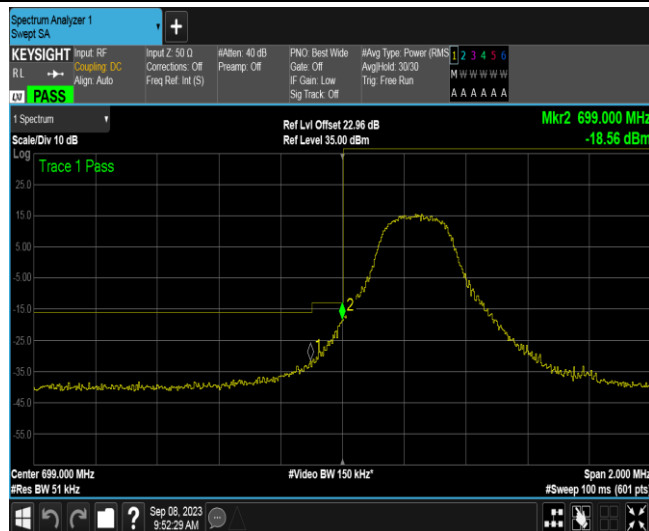 Spectrum Analyzer 1
Swept SA
+
KEYSIGHT
RL
PASS
Input: RF
Coupling: DC
Align: Auto
Input Z: 50 Ω
Corrections: Off
Freq Ref: Int (S)
#Atten: 40 dB
Preamp: Off
PNO: Best Wide
Gate: Off
IF Gain: Low
Sig Track: Off
#Avg Type: Power (RMS
Avg|Hold: 30/30
Trig: Free Run
1 2 3 4 5 6
M W W W W W
A A A A A A
1 Spectrum
Scale/Div 10 dB
Log
Ref Lvl Offset 22.96 dB
Ref Level 35.00 dBm
Mkr2 699.000 MHz
-18.56 dBm
Trace 1 Pass
25.0
15.0
5.00
-5.00
-15.0
-25.0
-35.0
-45.0
-55.0
2
1
Center 699.000 MHz
#Res BW 51 kHz
#Video BW 150 kHz*
Span 2.000 MHz
#Sweep 100 ms (601 pts)
?
Sep 08, 2023
9:52:29 AM